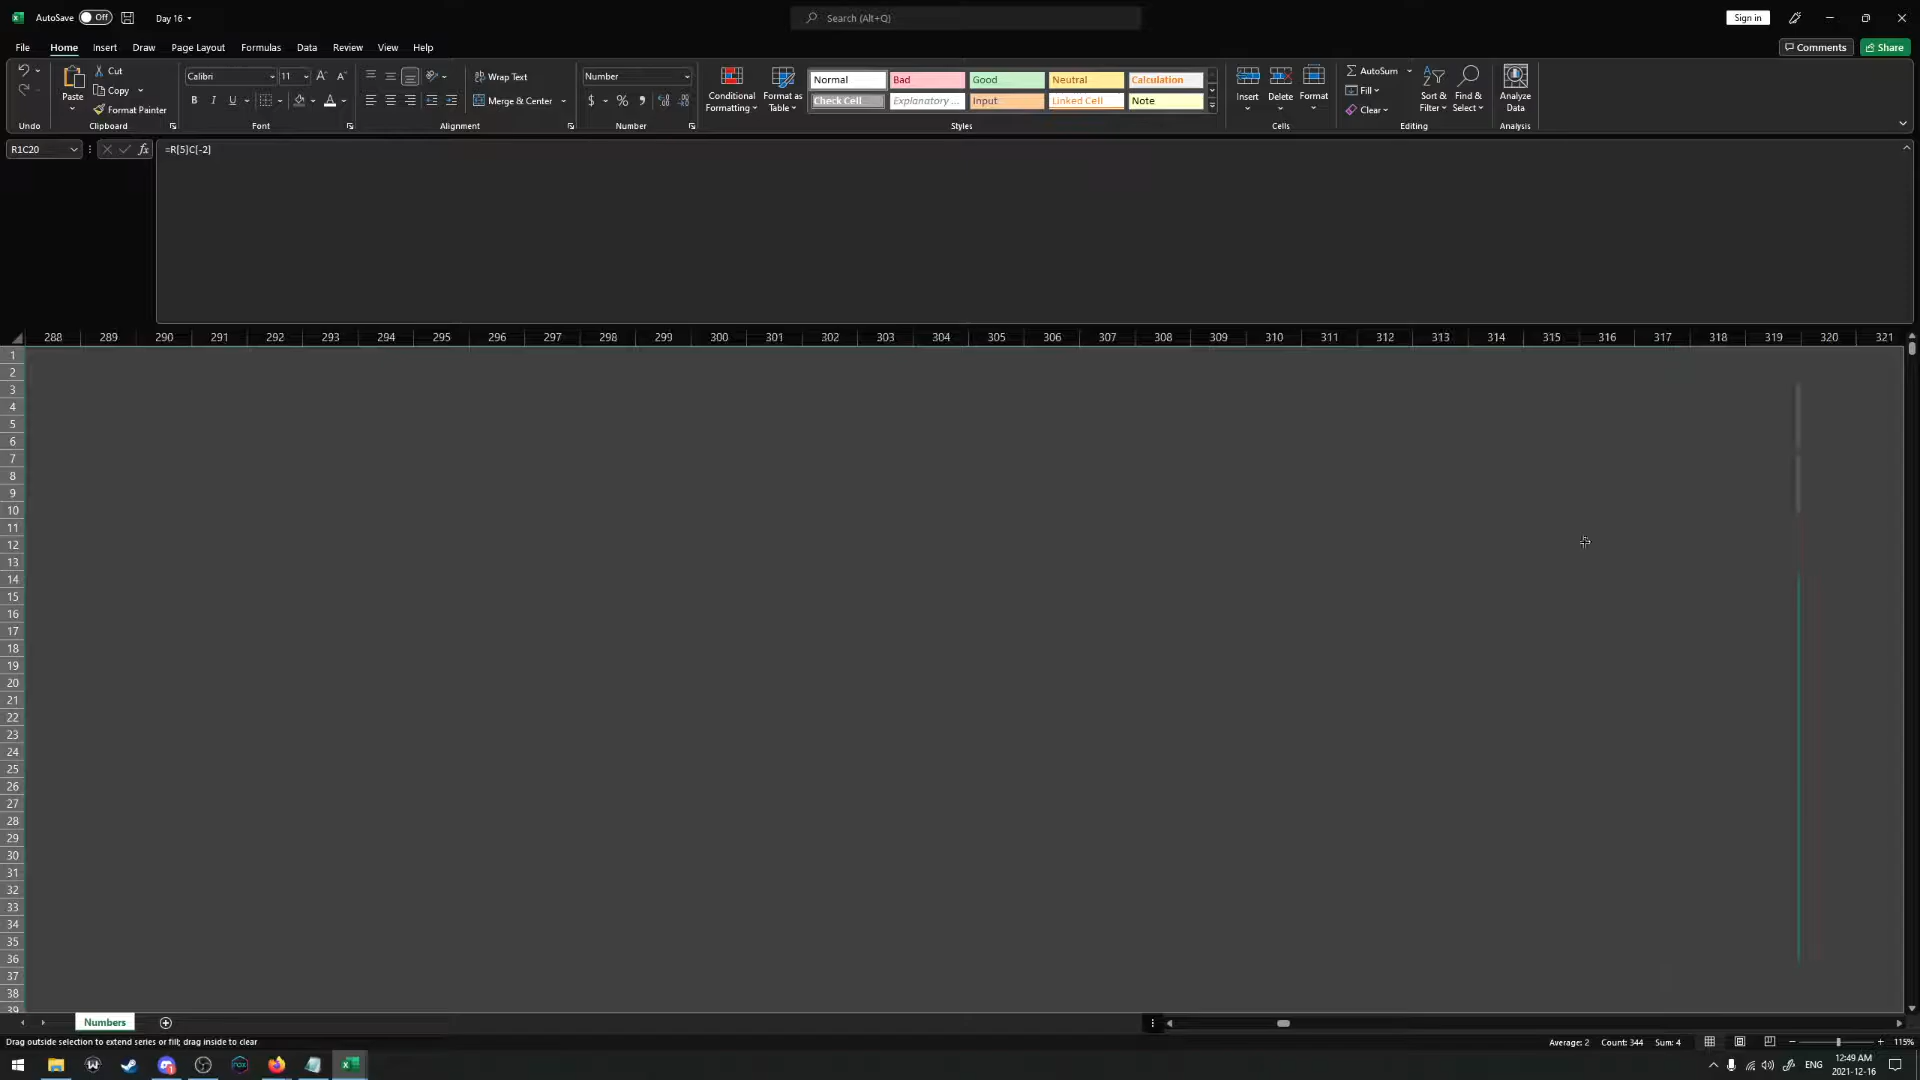 AutoSave Off Day 16 Search (Alt+Q) Sign in
File Home Insert Draw Page Layout Formulas Data Review View Help Comments Share
Paste
Cut
Copy
Format Painter
Calibri 11
B I U
Wrap Text
Merge & Center
Number
$ % ,
Conditional Formatting
Format as Table
Normal Bad Good Neutral Calculation
Check Cell Explanatory ... Input Linked Cell Note
Insert Delete Format
AutoSum
Fill
Clear
Sort & Filter
Find & Select
Analyze Data
Undo Clipboard Font Alignment Number Styles Cells Editing Analysis
R1C20 fx =R[5]C[-2]
288 289 290 291 292 293 294 295 296 297 298 299 300 301 302 303 304 305 306 307 308 309 310 311 312 313 314 315 316 317 318 319 320 321
1
2
3
4
5
6
7
8
9
10
11
12
13
14
15
16
17
18
19
20
21
22
23
24
25
26
27
28
29
30
31
32
33
34
35
36
37
38
39
Numbers
Drag outside selection to extend series or fill; drag inside to clear Average: 2 Count: 344 Sum: 4 115%
ENG 12:49 AM
2021-12-16